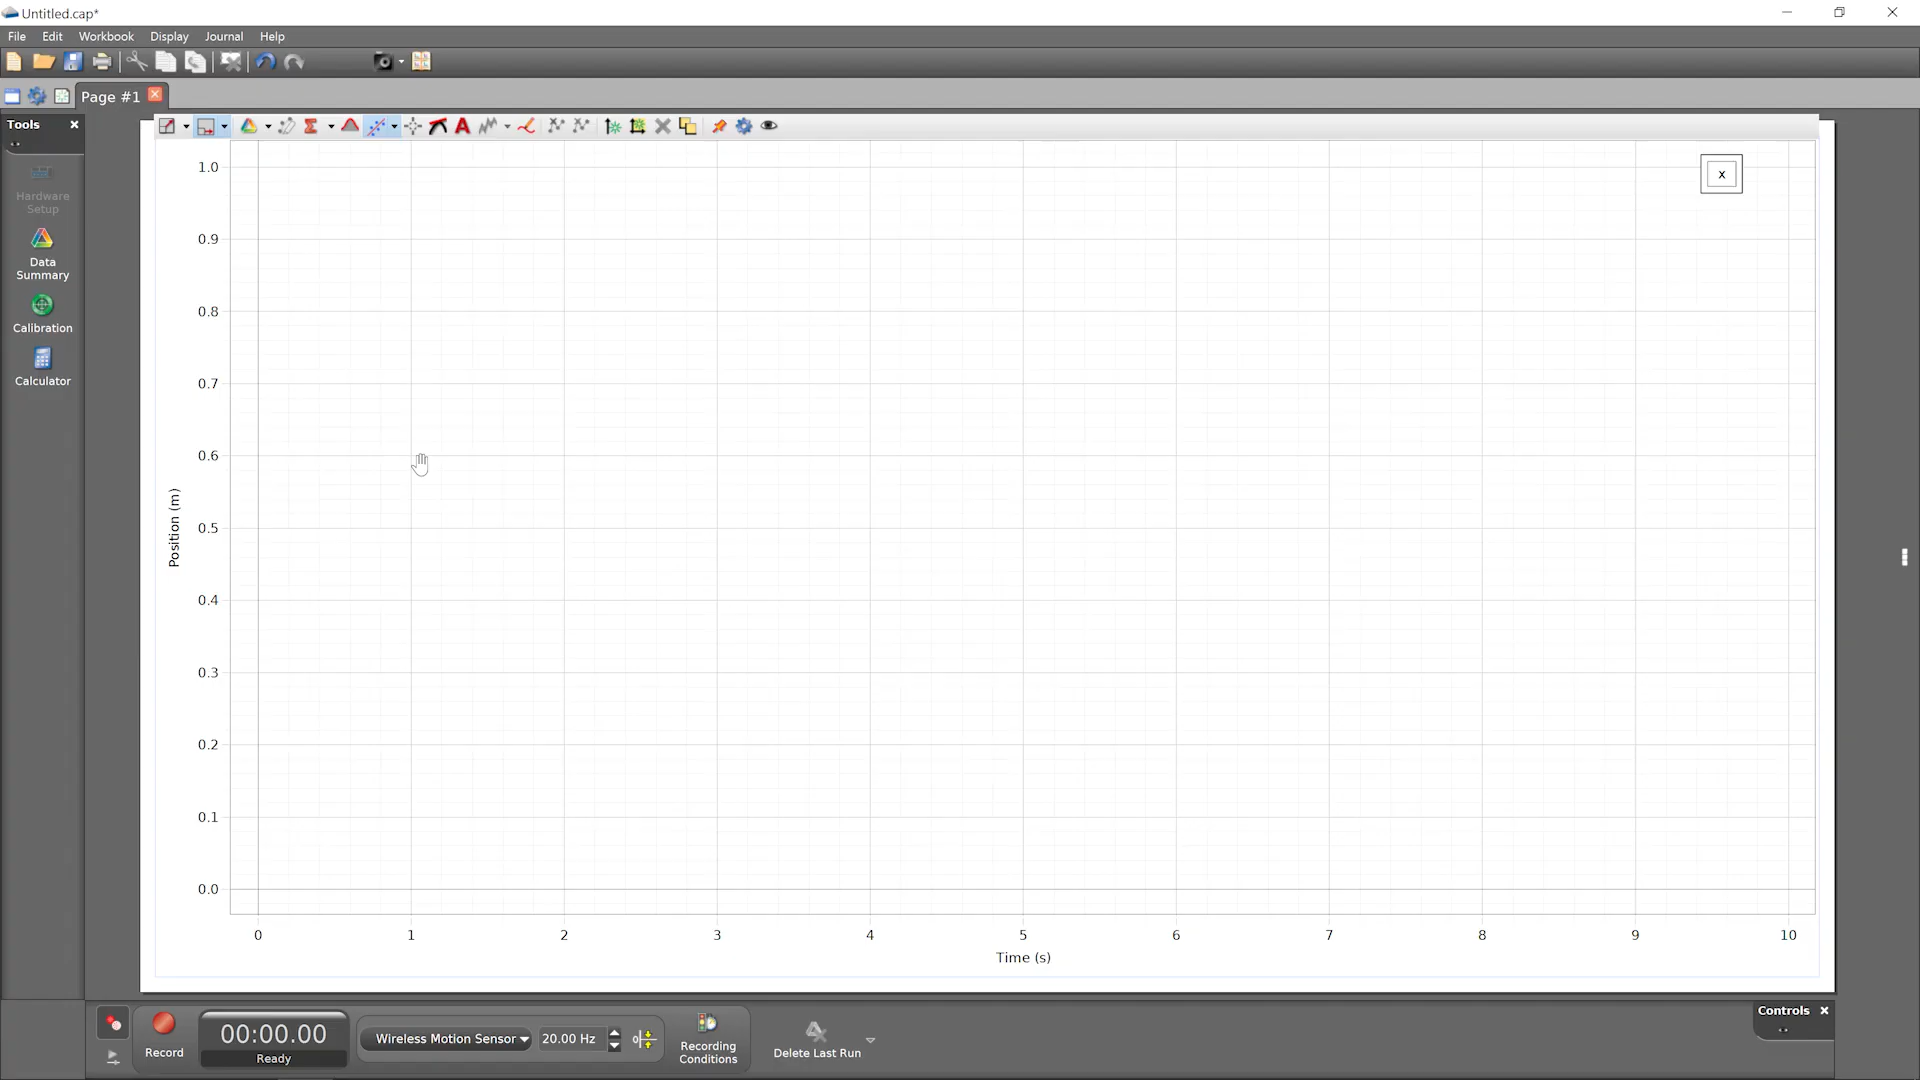 Untitled.cap*
File Edit Workbook Display Journal Help
Page #1
Tools
Hardware
Setup
Data
Summary
Calibration
Calculator
A
x
1.0
0.9
0.8
0.7
0.6
0.5
0.4
0.3
0.2
0.1
0.0
Position (m)
0 1 2 3 4 5 6 7 8 9 10
Time (s)
Record
00:00.00
Ready
Wireless Motion Sensor
20.00 Hz
Recording
Conditions
Delete Last Run
Controls